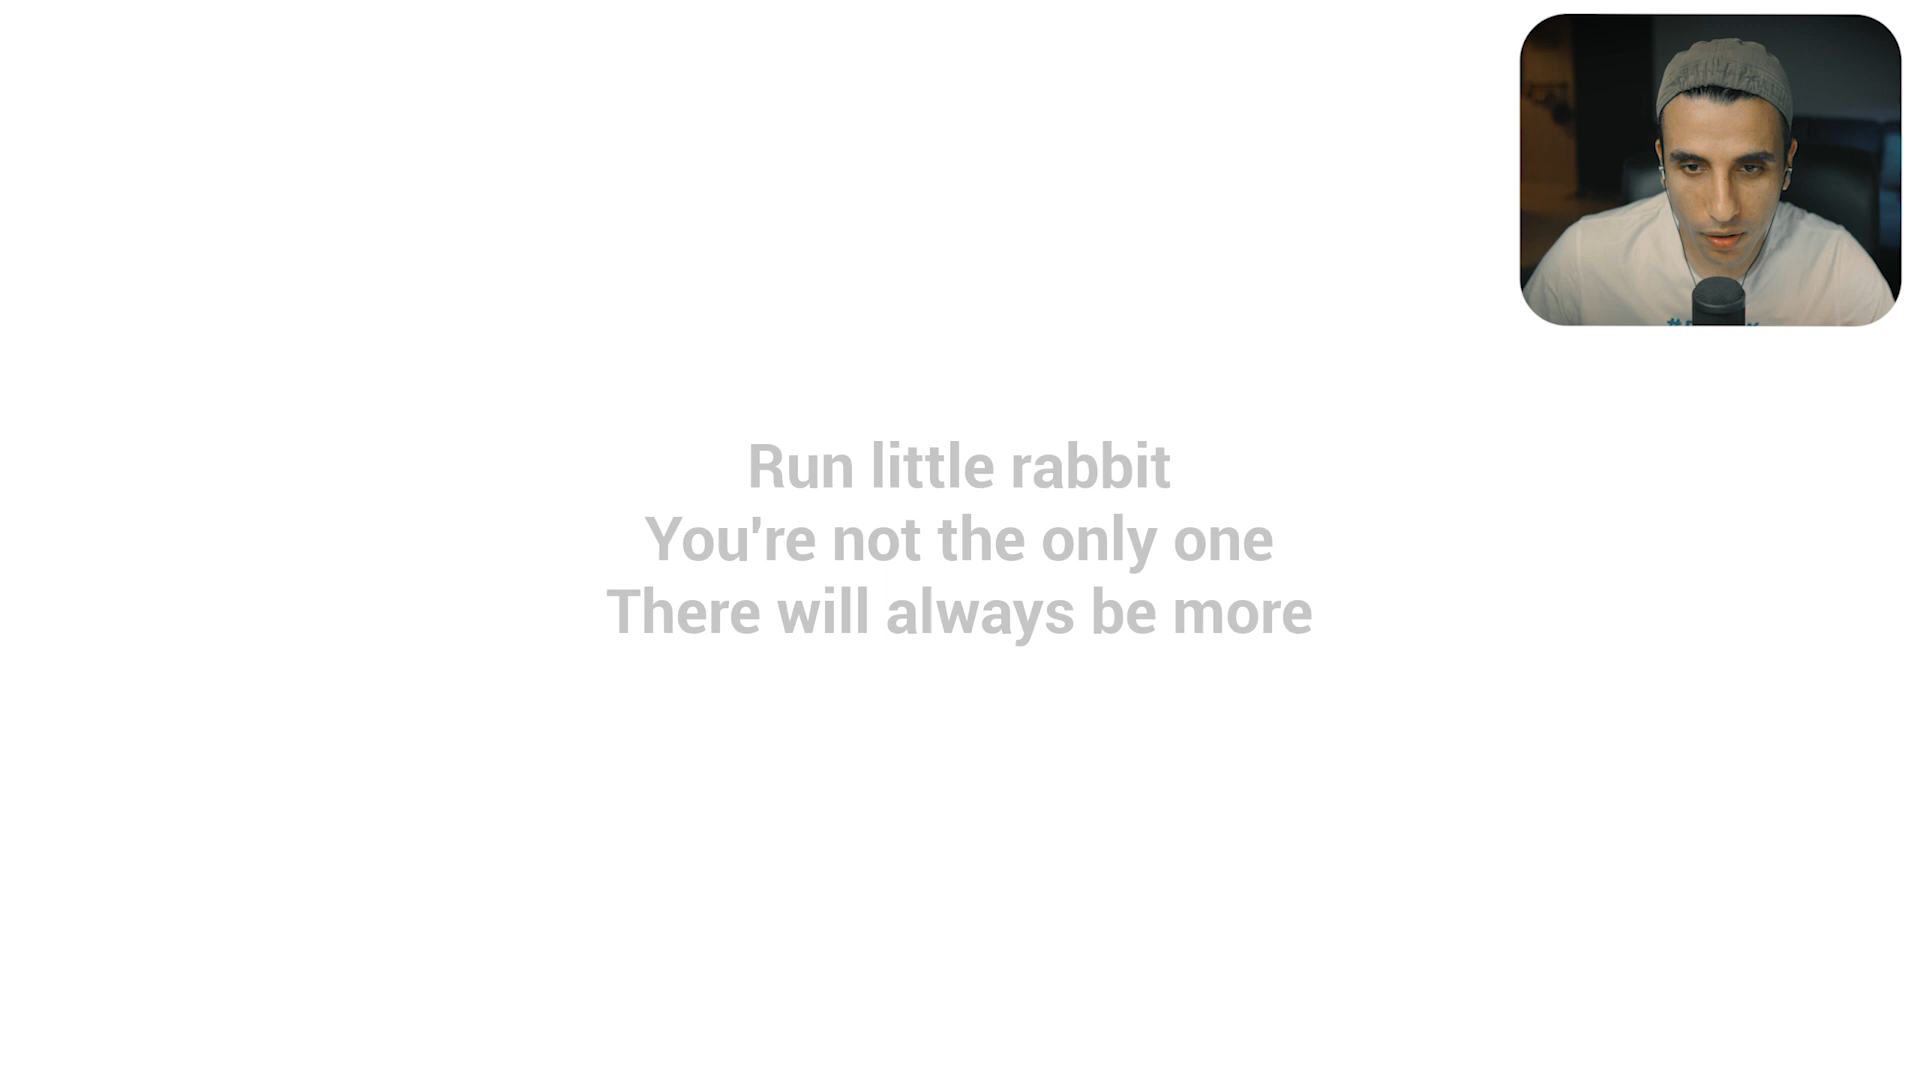 Run little rabbit
You're not the only one
There will always be more